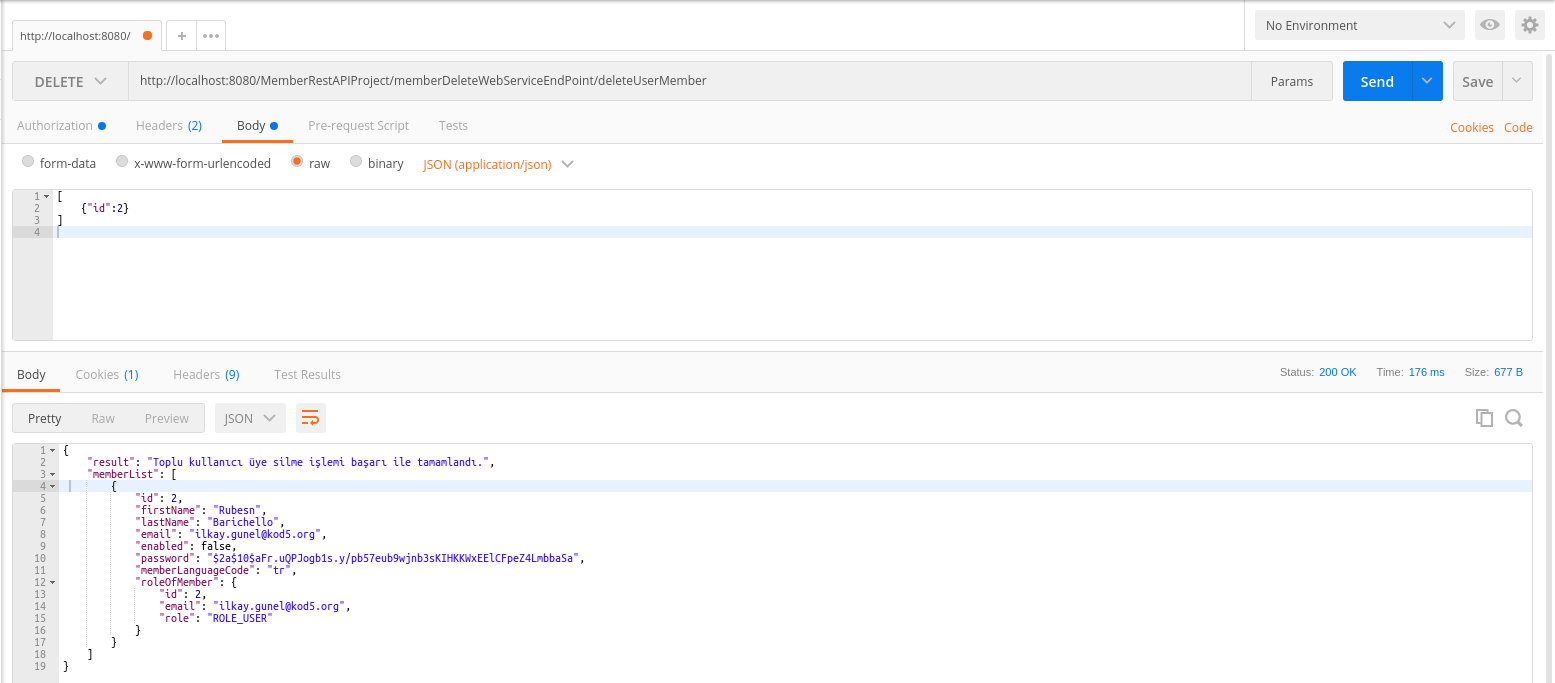 http://localhost:8080/ + ••• No Environment
DELETE http://localhost:8080/MemberRestAPIProject/memberDeleteWebServiceEndPoint/deleteUserMember Params Send Save
Authorization Headers (2) Body Pre-request Script Tests Cookies Code
form-data x-www-form-urlencoded raw binary JSON (application/json)
1 [
2 {"id":2}
3 ]
4
Body Cookies (1) Headers (9) Test Results Status: 200 OK Time: 176 ms Size: 677 B
Pretty Raw Preview JSON
1 {
2 "result": "Toplu kullanıcı üye silme işlemi başarı ile tamamlandı.",
3 "memberList": [
4 {
5 "id": 2,
6 "firstName": "Rubesn",
7 "lastName": "Barichello",
8 "email": "ilkay.gunel@kod5.org",
9 "enabled": false,
10 "password": "$2a$10$aFr.uQPJogb1s.y/pb57eub9wjnb3sKIHKKWxEElCFpeZ4LmbbaSa",
11 "memberLanguageCode": "tr",
12 "roleOfMember": {
13 "id": 2,
14 "email": "ilkay.gunel@kod5.org",
15 "role": "ROLE_USER"
16 }
17 }
18 ]
19 }